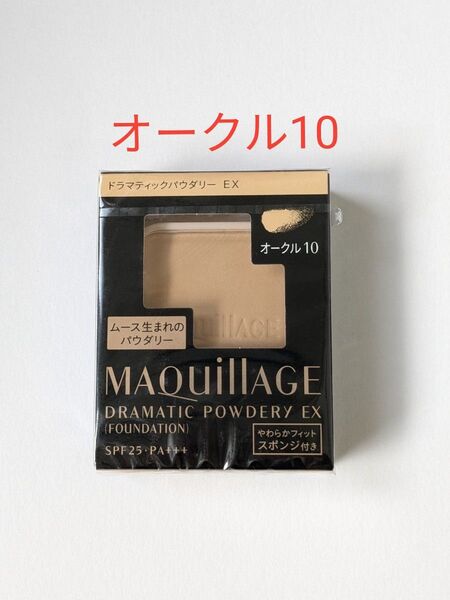 オークル10
ドラマティックパウダリー EX
オークル10
ムース生まれの
パウダリー
QuillAGE
MAQuillAGE
DRAMATIC POWDERY EX
(FOUNDATION)
SPF25・PA+++
やわらかフィット
スポンジ付き